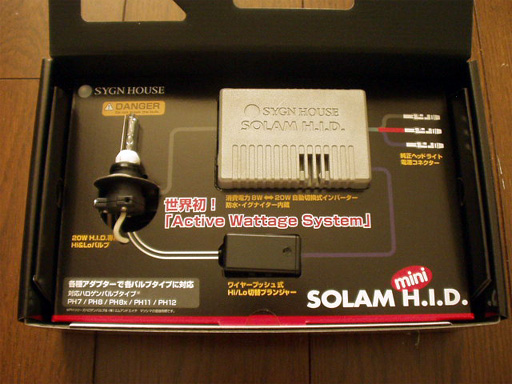 SYGN HOUSE
DANGER
SYGN HOUSE
SOLAM H.I.D.
純正ヘッドライト
電源コネクター
消費電力8W⇔20W自動切換式インバーター
防水・イグナイター内蔵
世界初!
「Active Wattage System」
20W H.I.D.用
Hi&Loバルブ
ワイヤープッシュ式
Hi/Lo切替プランジャー
各種アダプターで各バルブタイプに対応
対応ハロゲンバルブタイプ
PH7 / PH8 / PH8x / PH11 / PH12
mini
SOLAM H.I.D.